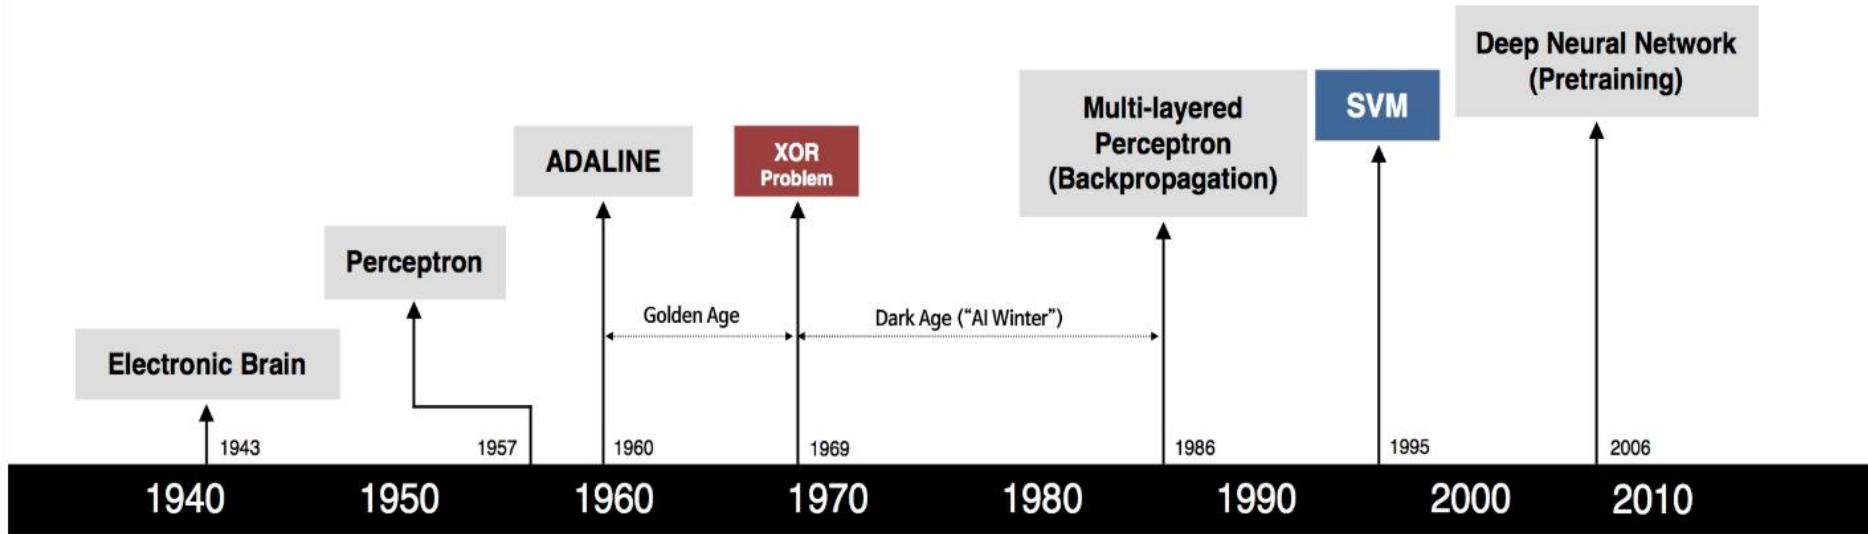 Deep Neural Network
(Pretraining)
Multi-layered
Perceptron
(Backpropagation)
SVM
ADALINE
XOR
Problem
Perceptron
Golden Age
Dark Age ("AI Winter")
Electronic Brain
1943
1957
1960
1969
1986
1995
2006
1940
1950
1960
1970
1980
1990
2000
2010